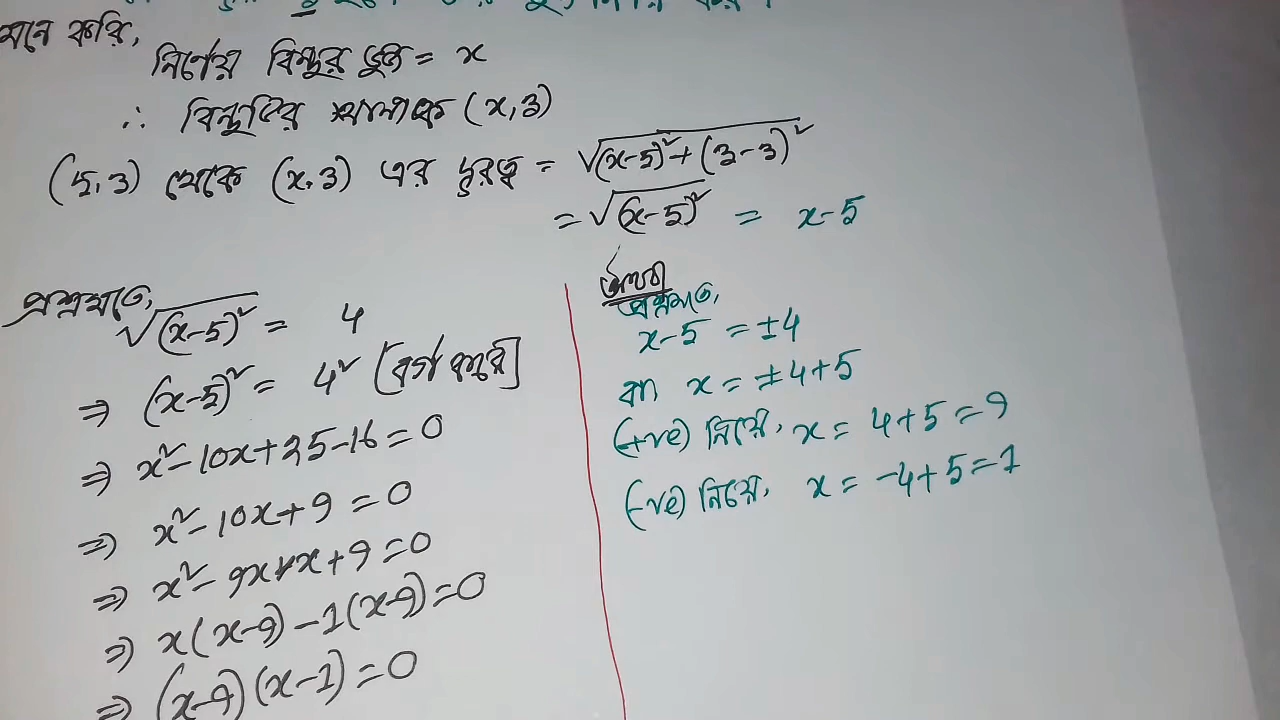 মনে করি,
নির্ণেয় বিন্দুর ভুজ = x
∴ বিন্দুটির স্থানাংক (x, 3)
(5, 3) থেকে (x, 3) এর দূরত্ব = √(x-5)² + (3-3)²
= √(x-5)² = x-5
প্রশ্নমতে,
√(x-5)² = 4
⇒ (x-5)² = 4² [বর্গ করে]
⇒ x² - 10x + 25 - 16 = 0
⇒ x² - 10x + 9 = 0
⇒ x² - 9x - x + 9 = 0
⇒ x(x-9) - 1(x-9) = 0
⇒ (x-9)(x-1) = 0
অথবা
প্রশ্নমতে,
x-5 = ±4
বা x = ±4+5
(+ve) নিয়ে, x = 4+5 = 9
(-ve) নিয়ে, x = -4+5 = 1